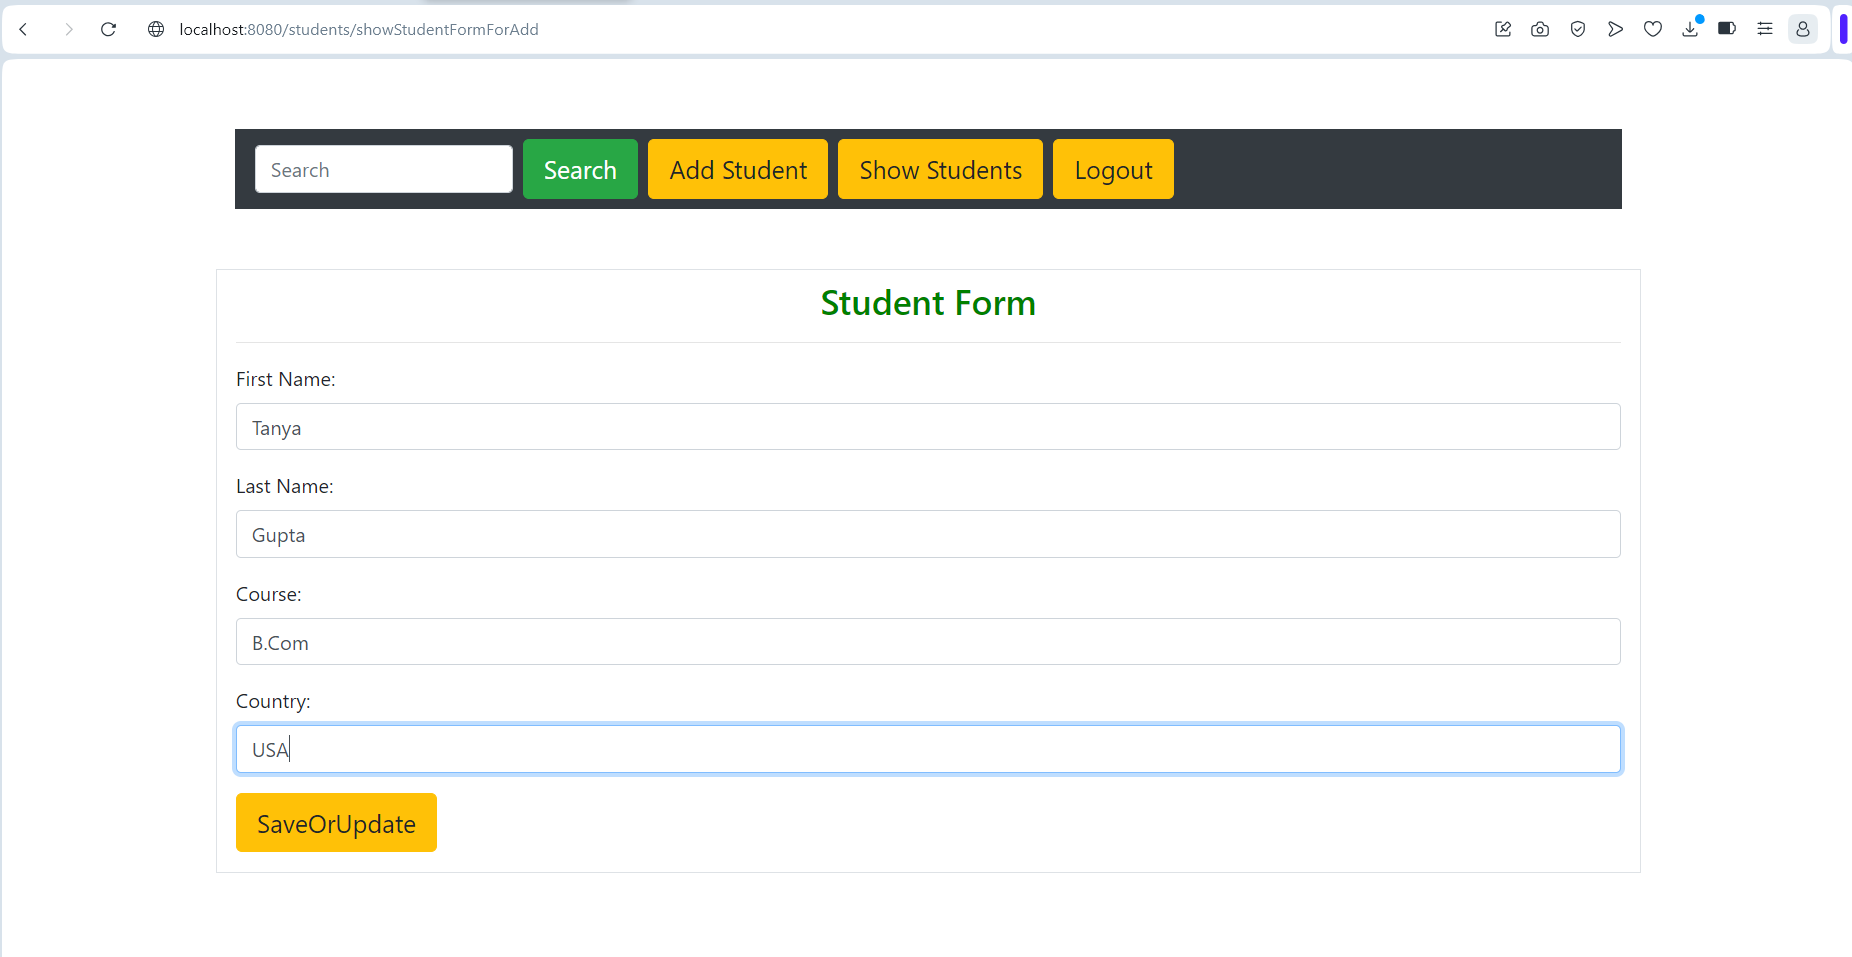 localhost:8080/students/showStudentFormForAdd
Search Search Add Student Show Students Logout
Student Form
First Name:
Tanya
Last Name:
Gupta
Course:
B.Com
Country:
USA
SaveOrUpdate